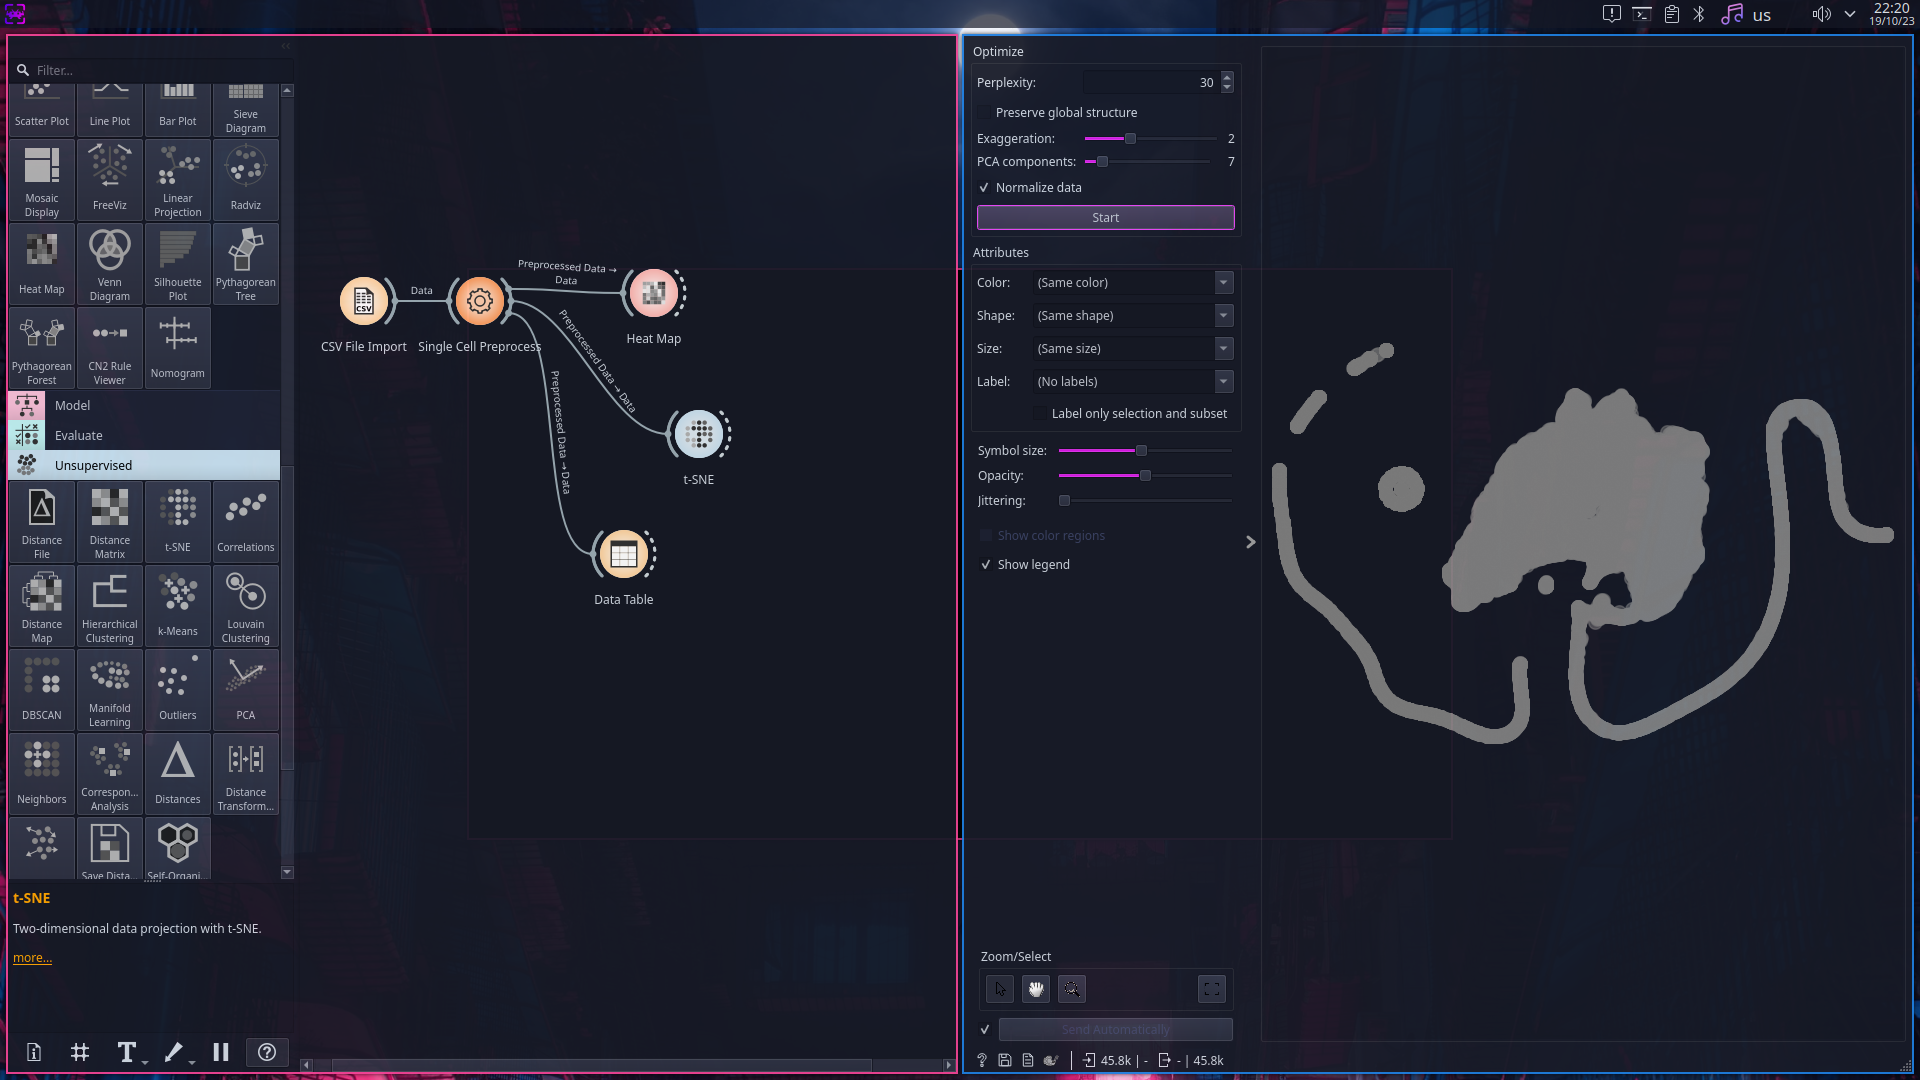 us
22:20
19/10/23
Filter...
Scatter Plot
Line Plot
Bar Plot
Sieve
Diagram
Mosaic
Display
FreeViz
Linear
Projection
Radviz
Heat Map
Venn
Diagram
Silhouette
Plot
Pythagorean
Tree
Pythagorean
Forest
CN2 Rule
Viewer
Nomogram
Model
Evaluate
Unsupervised
Distance
File
Distance
Matrix
t-SNE
Correlations
Distance
Map
Hierarchical
Clustering
k-Means
Louvain
Clustering
DBSCAN
Manifold
Learning
Outliers
PCA
Neighbors
Correspon...
Analysis
Distances
Distance
Transform...
Save Dista...
Self-Organi...
t-SNE
Two-dimensional data projection with t-SNE.
more...
CSV
CSV File Import
Data
Single Cell Preprocess
Preprocessed Data →
Data
Heat Map
Preprocessed Data → Data
t-SNE
Preprocessed Data → Data
Data Table
Optimize
Perplexity: 30
Preserve global structure
Exaggeration: 2
PCA components: 7
✓ Normalize data
Start
Attributes
Color: (Same color)
Shape: (Same shape)
Size: (Same size)
Label: (No labels)
Label only selection and subset
Symbol size:
Opacity:
Jittering:
Show color regions
✓ Show legend
Zoom/Select
✓ Send Automatically
? 45.8k | - - | 45.8k